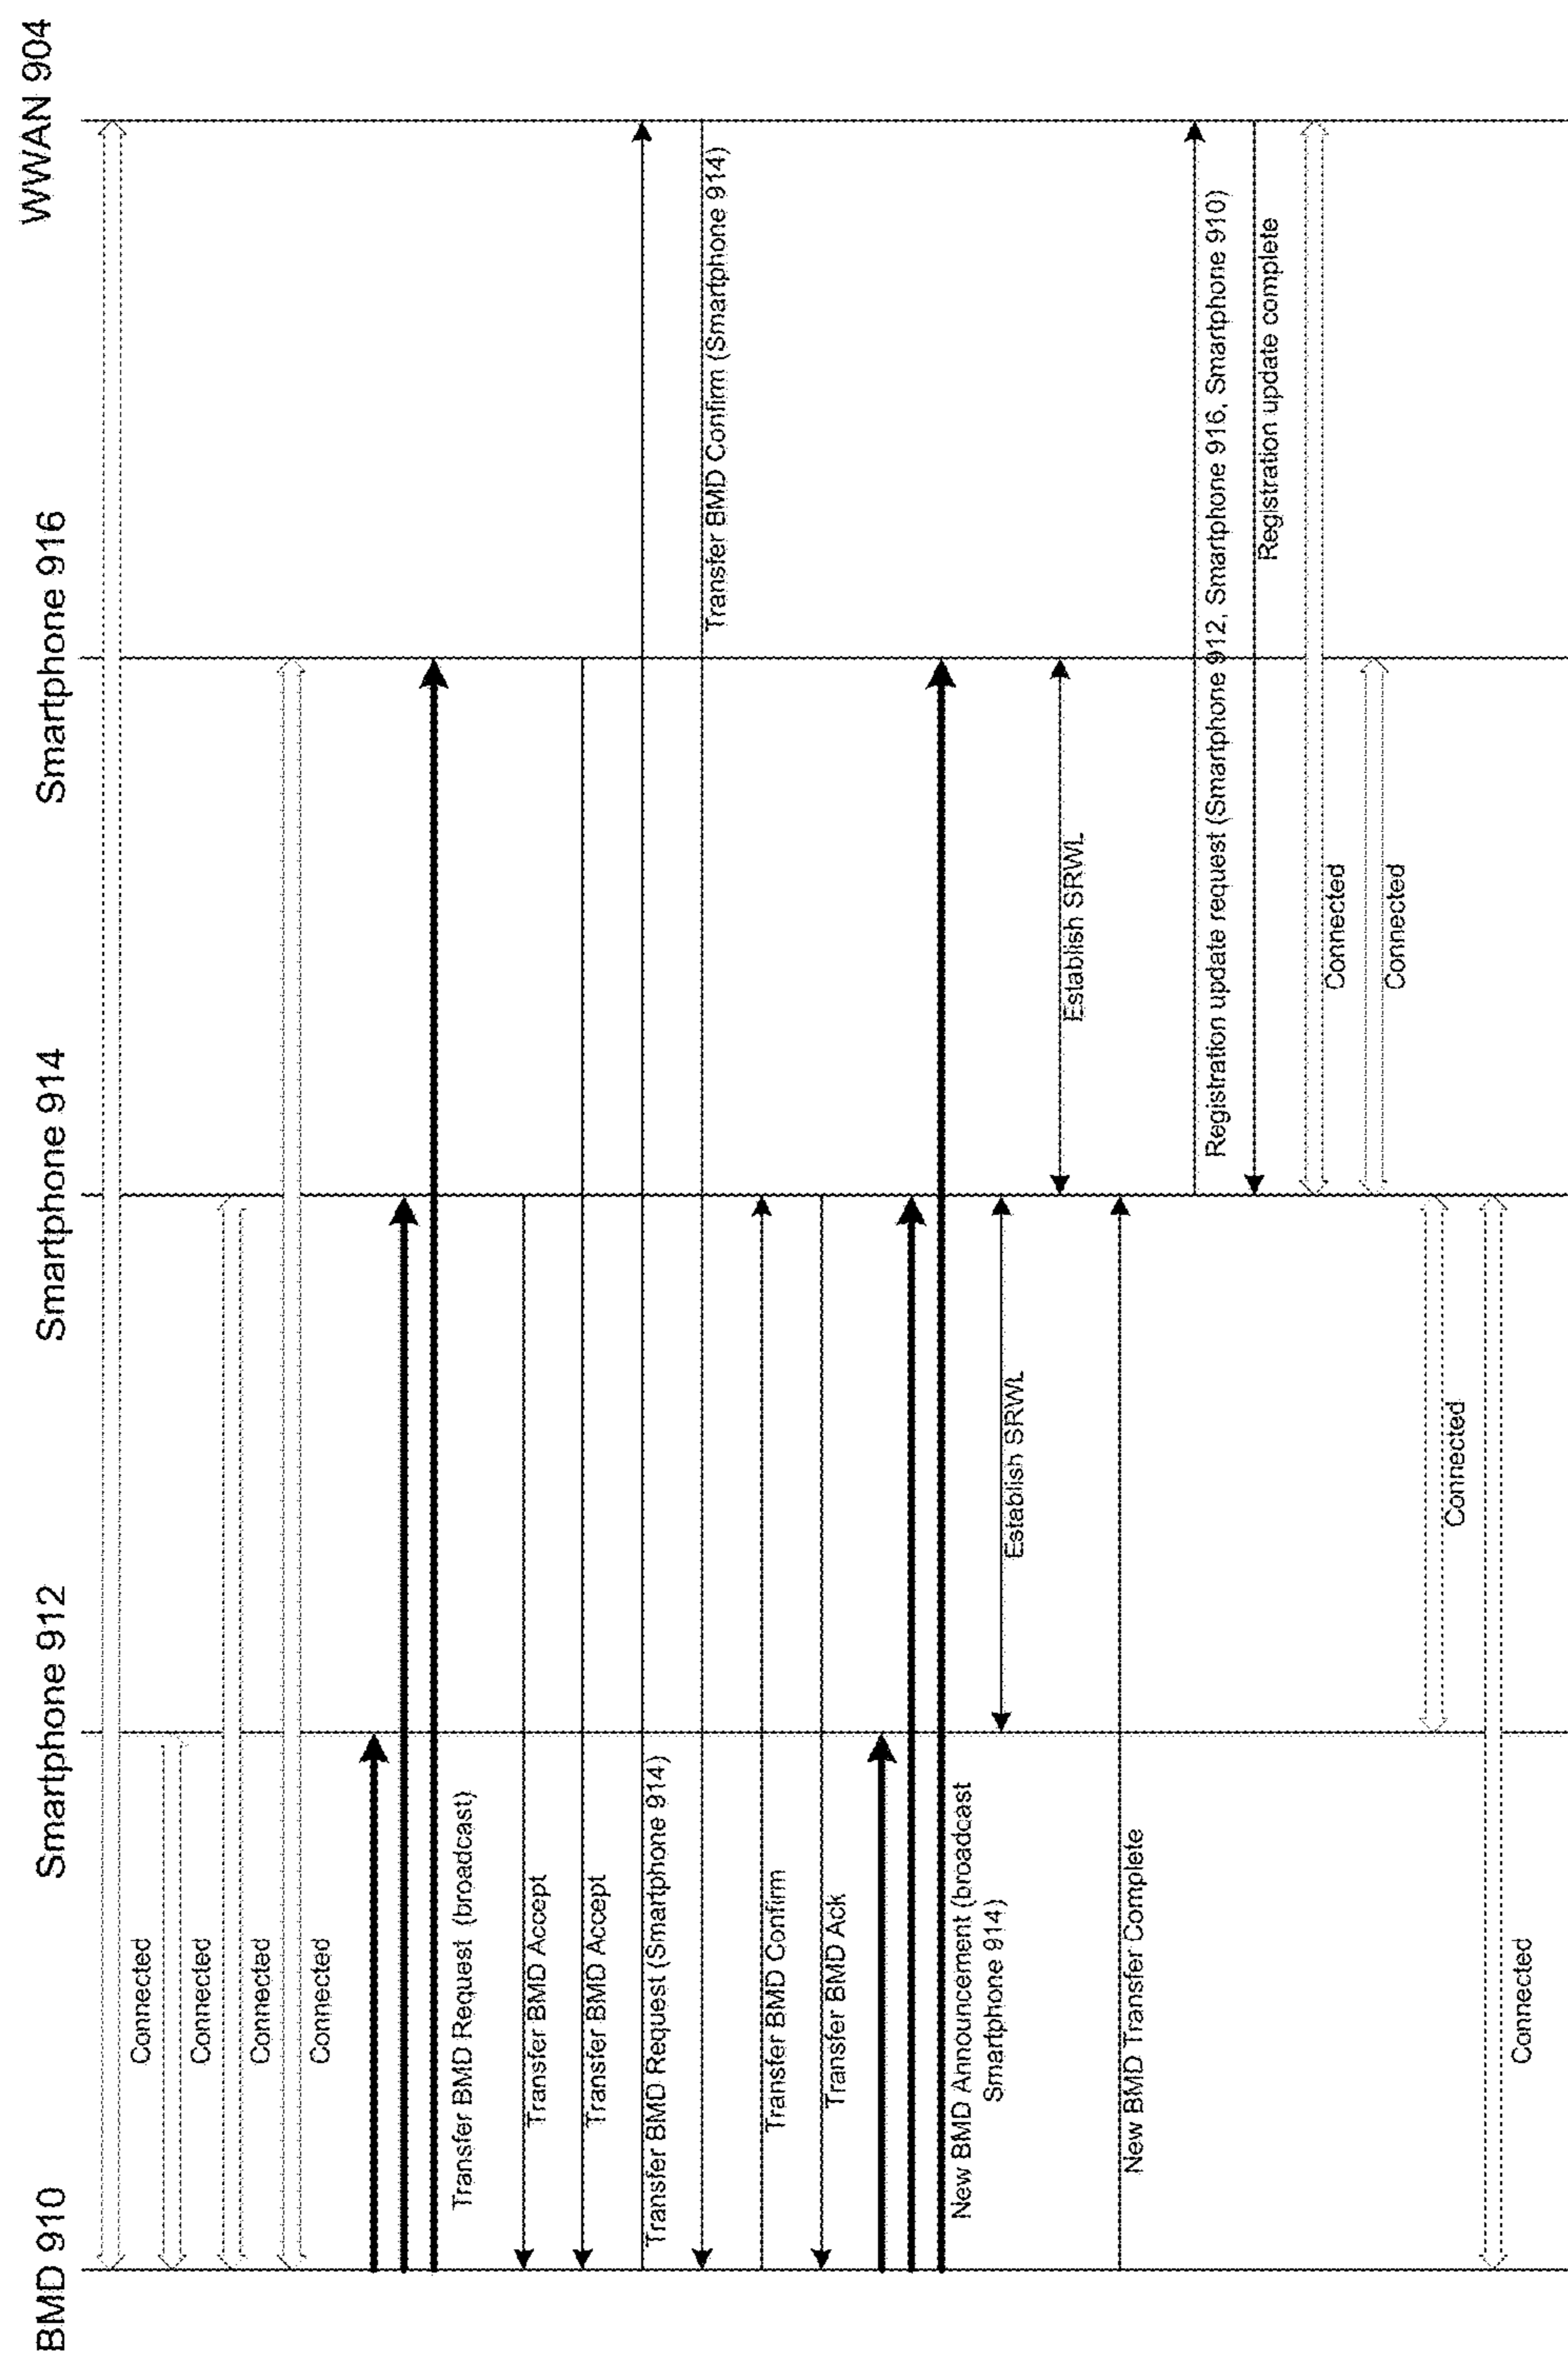 BMD 910
Smartphone 912
Smartphone 914
Smartphone 916
WWAN 904
Connected
Connected
Connected
Connected
Transfer BMD Request (broadcast)
Transfer BMD Accept
Transfer BMD Accept
Transfer BMD Request (Smartphone 914)
Transfer BMD Confirm (Smartphone 914)
Transfer BMD Confirm
Transfer BMD Ack
New BMD Announcement (broadcast
Smartphone 914)
Establish SRWL
Establish SRWL
New BMD Transfer Complete
Registration update request (Smartphone 912, Smartphone 916, Smartphone 910)
Registration update complete
Connected
Connected
Connected
Connected